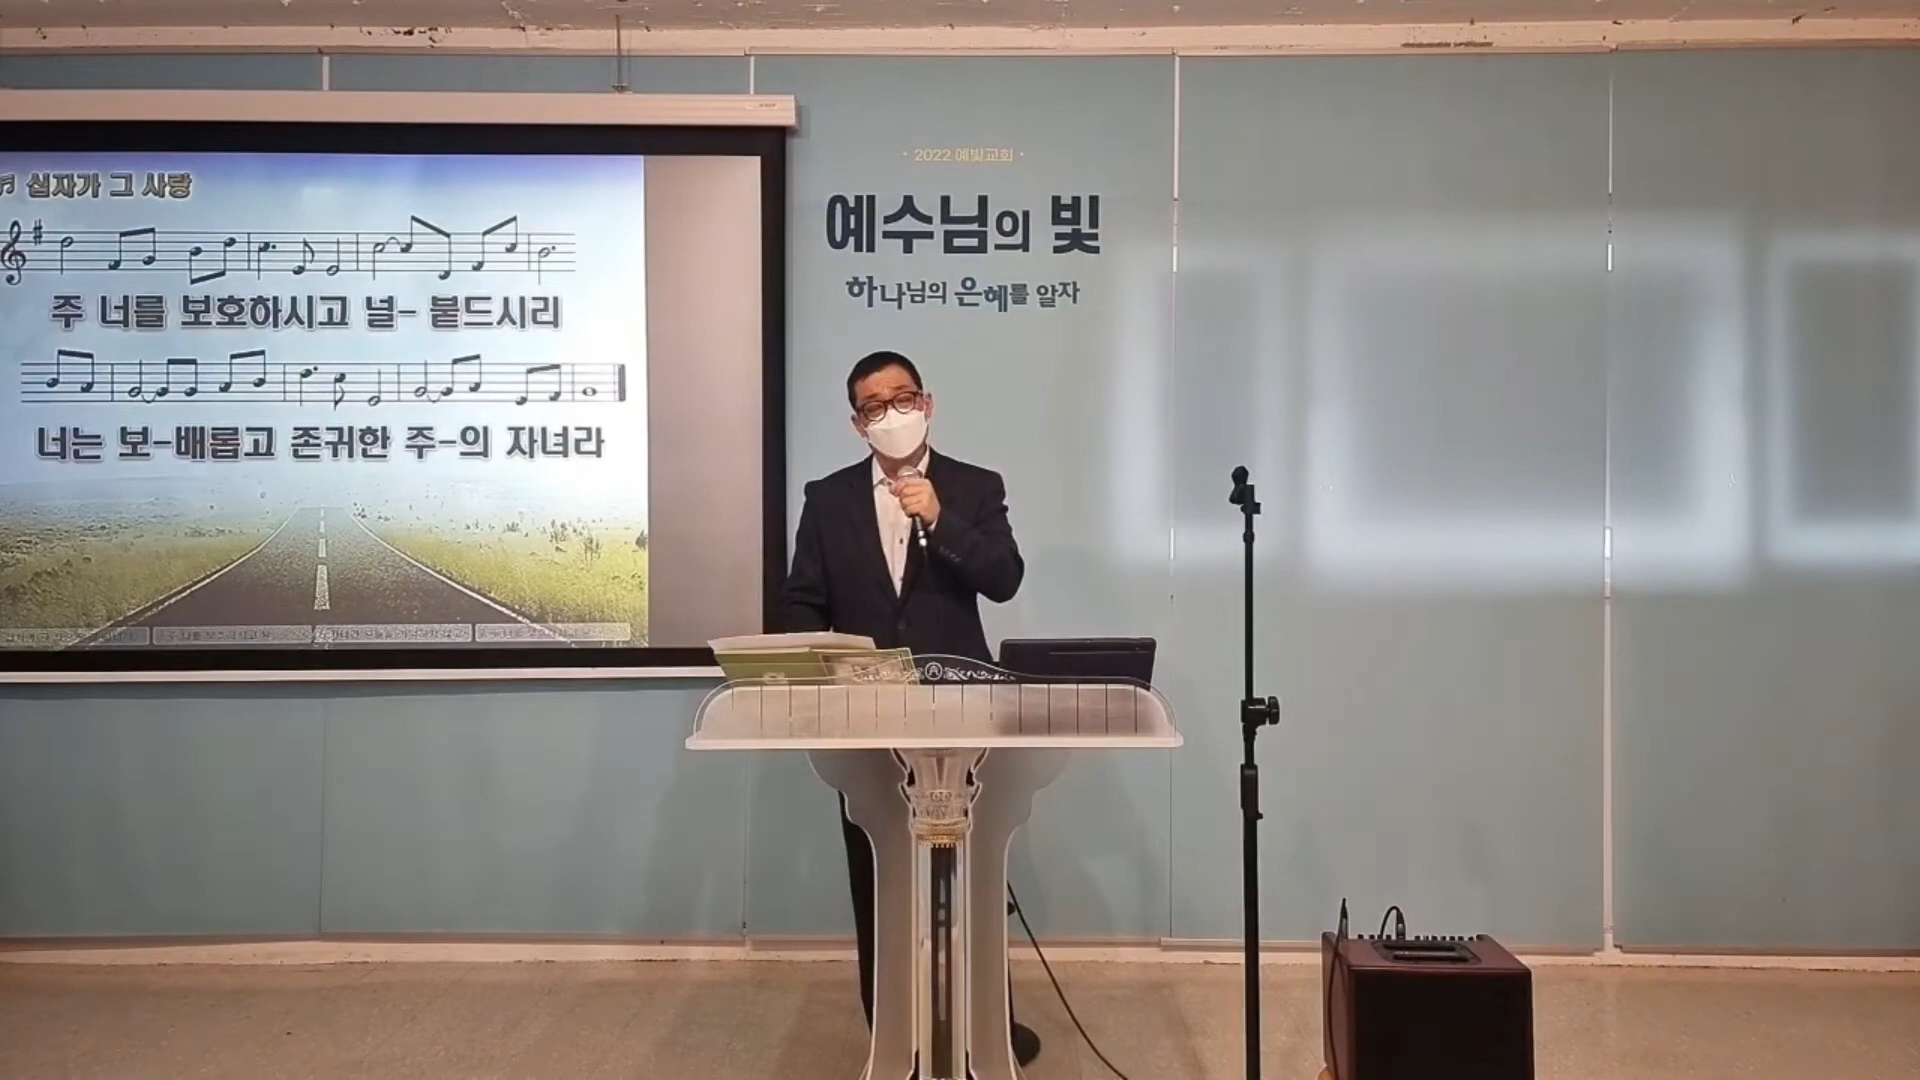 십자가 그 사랑
주 너를 보호하시고 널- 붙드시리
너는 보-배롭고 존귀한 주-의 자녀라
• 2022 예빛교회 •
예수님의 빛
하나님의 은혜를 알자